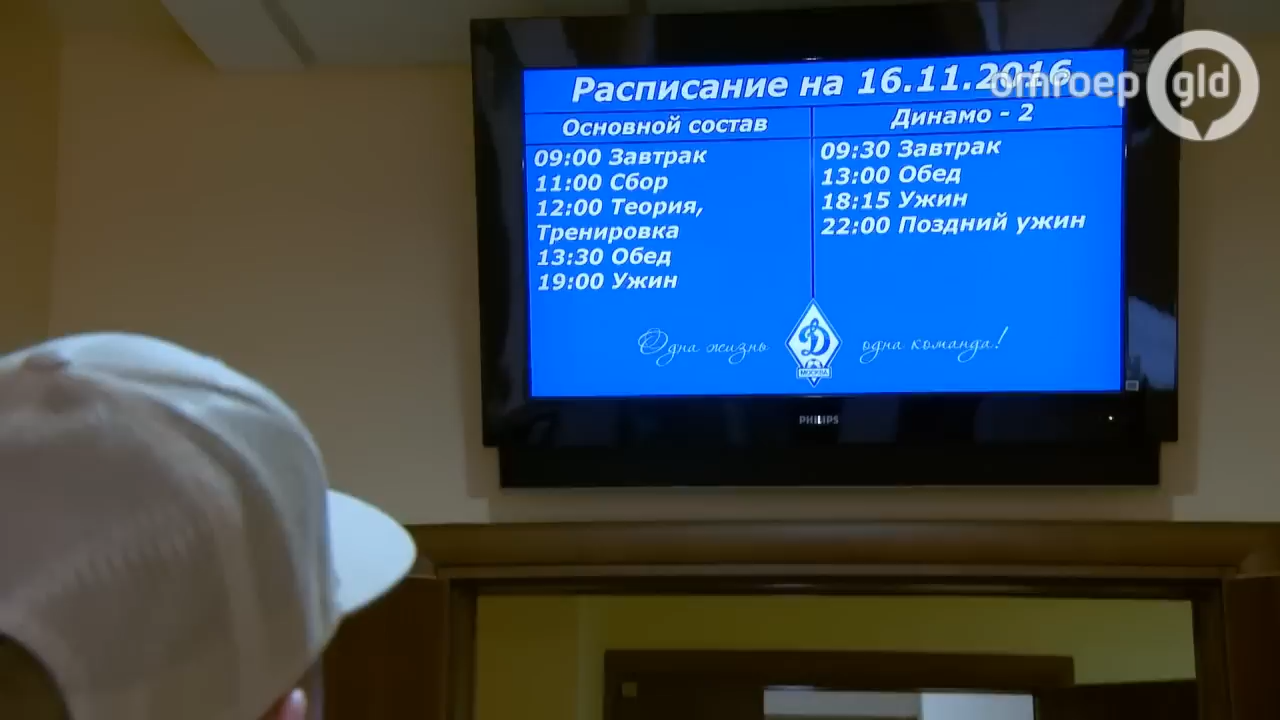 Расписание на 16.11.2016
omroep gld
Основной состав
09:00 Завтрак
11:00 Сбор
12:00 Теория,
Тренировка
13:30 Обед
19:00 Ужин
Динамо - 2
09:30 Завтрак
13:00 Обед
18:15 Ужин
22:00 Поздний ужин
Одна жизнь одна команда!
Д
МОСКВА
PHILIPS